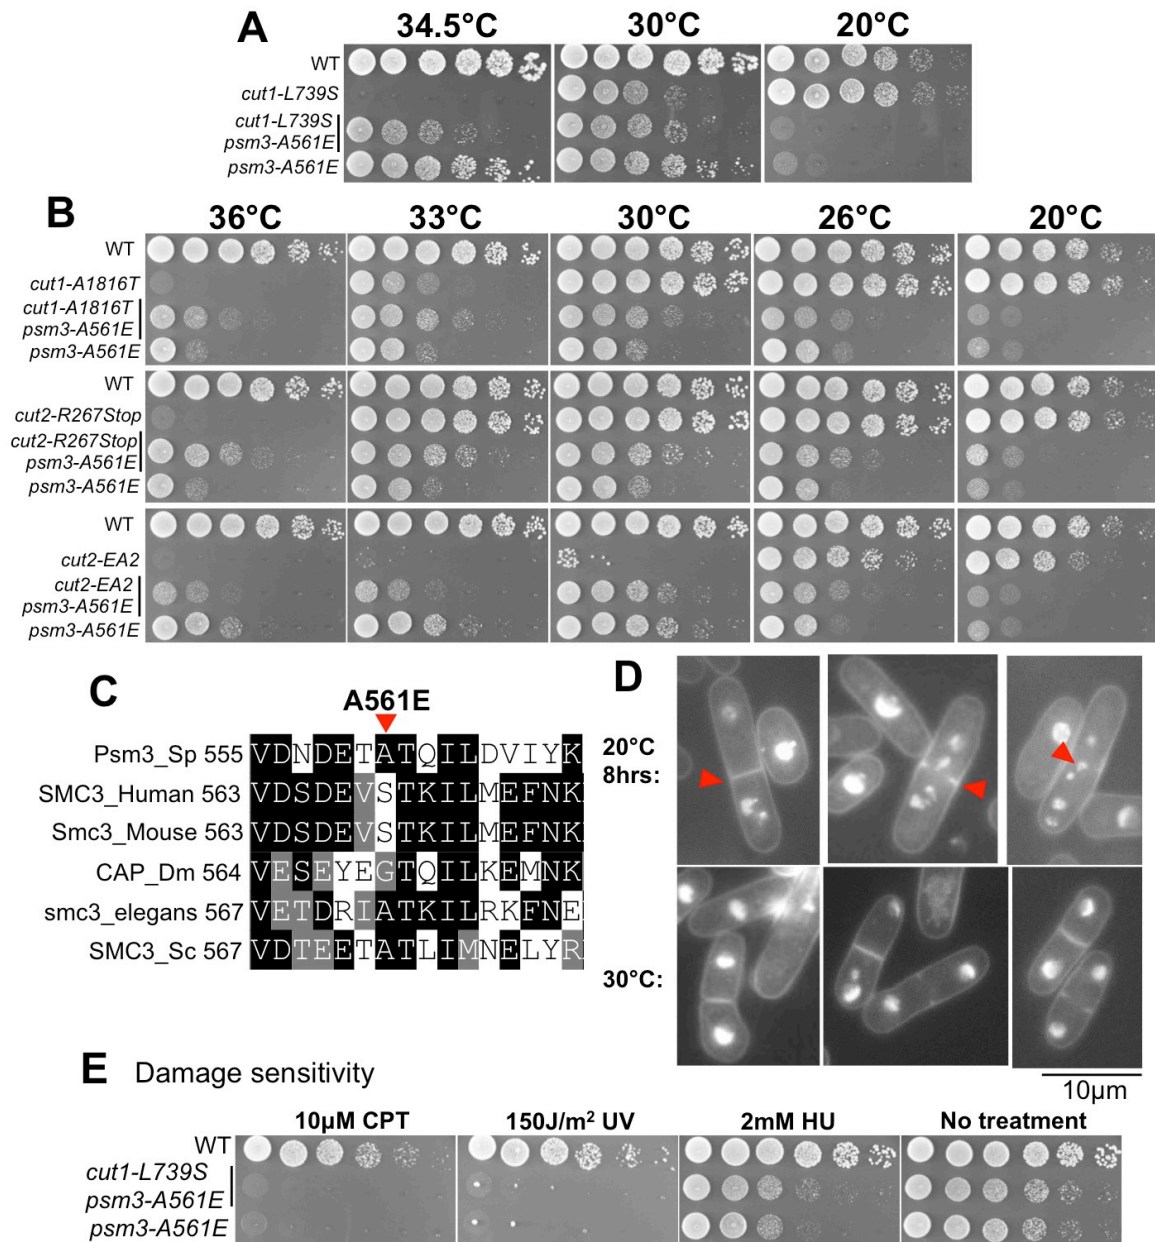 A
34.5°C 30°C 20°C
WT
cut1-L739S
cut1-L739S
psm3-A561E
psm3-A561E
B
36°C 33°C 30°C 26°C 20°C
WT
cut1-A1816T
cut1-A1816T
psm3-A561E
psm3-A561E
WT
cut2-R267Stop
cut2-R267Stop
psm3-A561E
psm3-A561E
WT
cut2-EA2
cut2-EA2
psm3-A561E
psm3-A561E
C
A561E
Psm3_Sp 555 VDNDETATQILDVIYK
SMC3_Human 563 VDSDEVSTKILMEFNK
Smc3_Mouse 563 VDSDEVSTKILMEFNK
CAP_Dm 564 VESEYEGTQILKEMNK
smc3_elegans 567 VETDRIATKILRKFNE
SMC3_Sc 567 VDTEETATLIMNELYR
D
20°C
8hrs:
30°C:
10µm
E Damage sensitivity
10µM CPT 150J/m² UV 2mM HU No treatment
WT
cut1-L739S
psm3-A561E
psm3-A561E